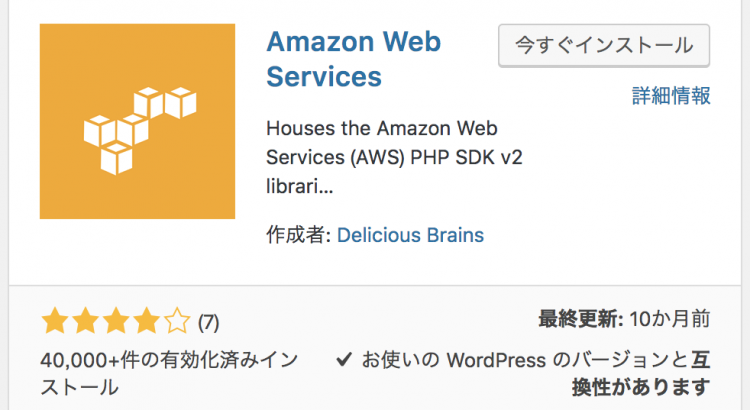 Amazon Web
Services
今すぐインストール
詳細情報
Houses the Amazon Web
Services (AWS) PHP SDK v2
librari...
作成者: Delicious Brains
(7)
最終更新: 10か月前
40,000+件の有効化済みイン
ストール
お使いの WordPress のバージョンと互
換性があります